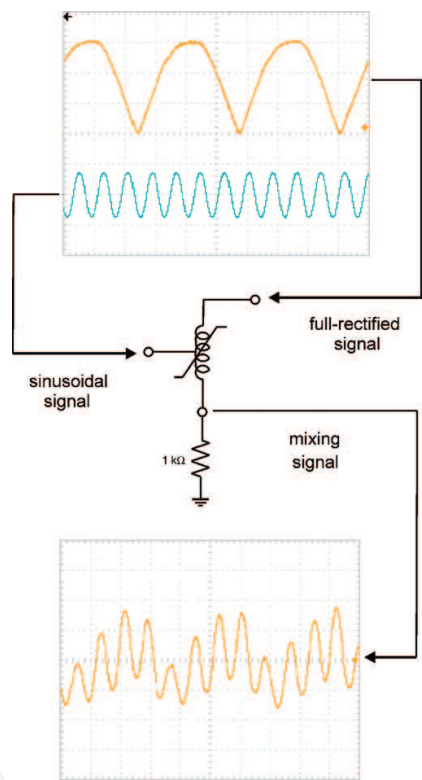 full-rectified
signal
sinusoidal
signal
mixing
signal
1 kΩ